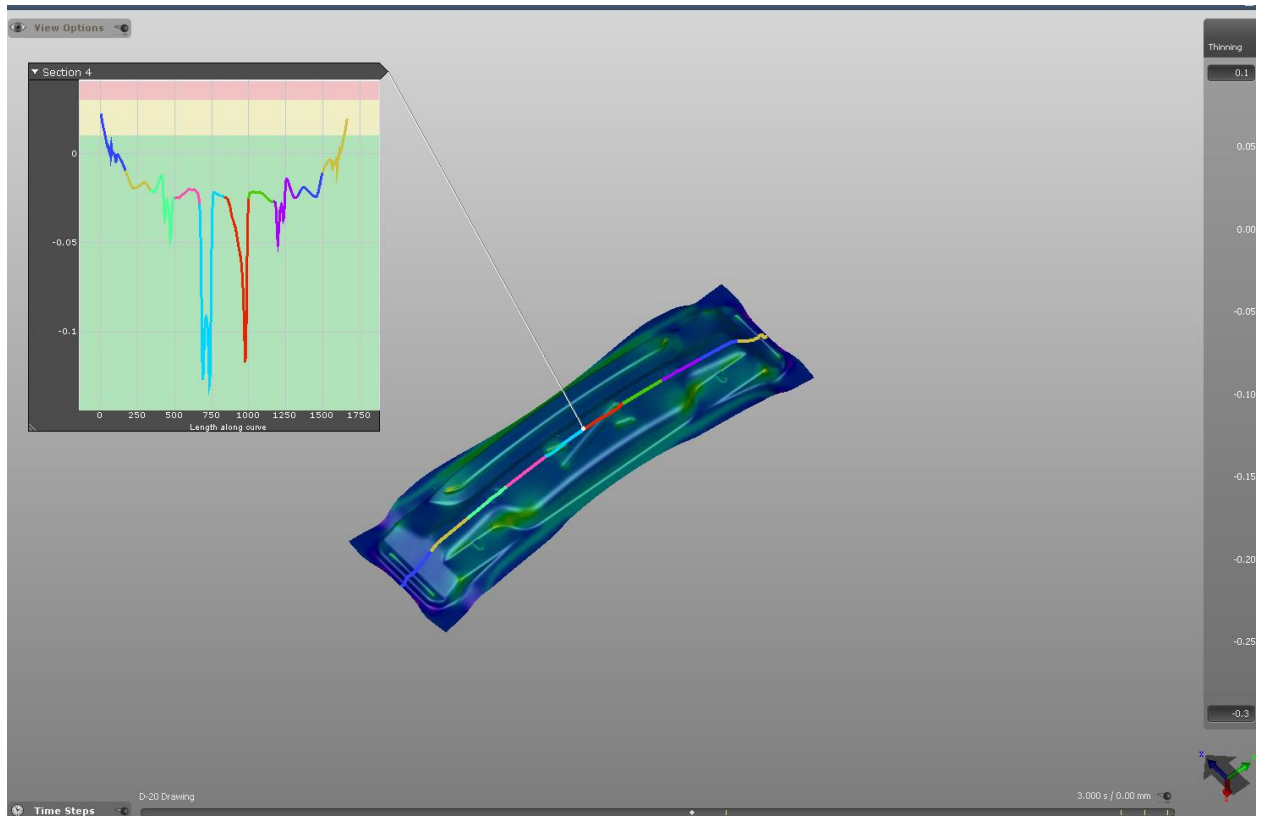 View Options
Section 4
0
-0.05
-0.1
0 250 500 750 1000 1250 1500 1750
Length along curve
Thinning
0.1
0.05
0.00
-0.05
-0.10
-0.15
-0.20
-0.25
-0.3
X
D-20 Drawing
3.000 s / 0.00 mm
Time Steps